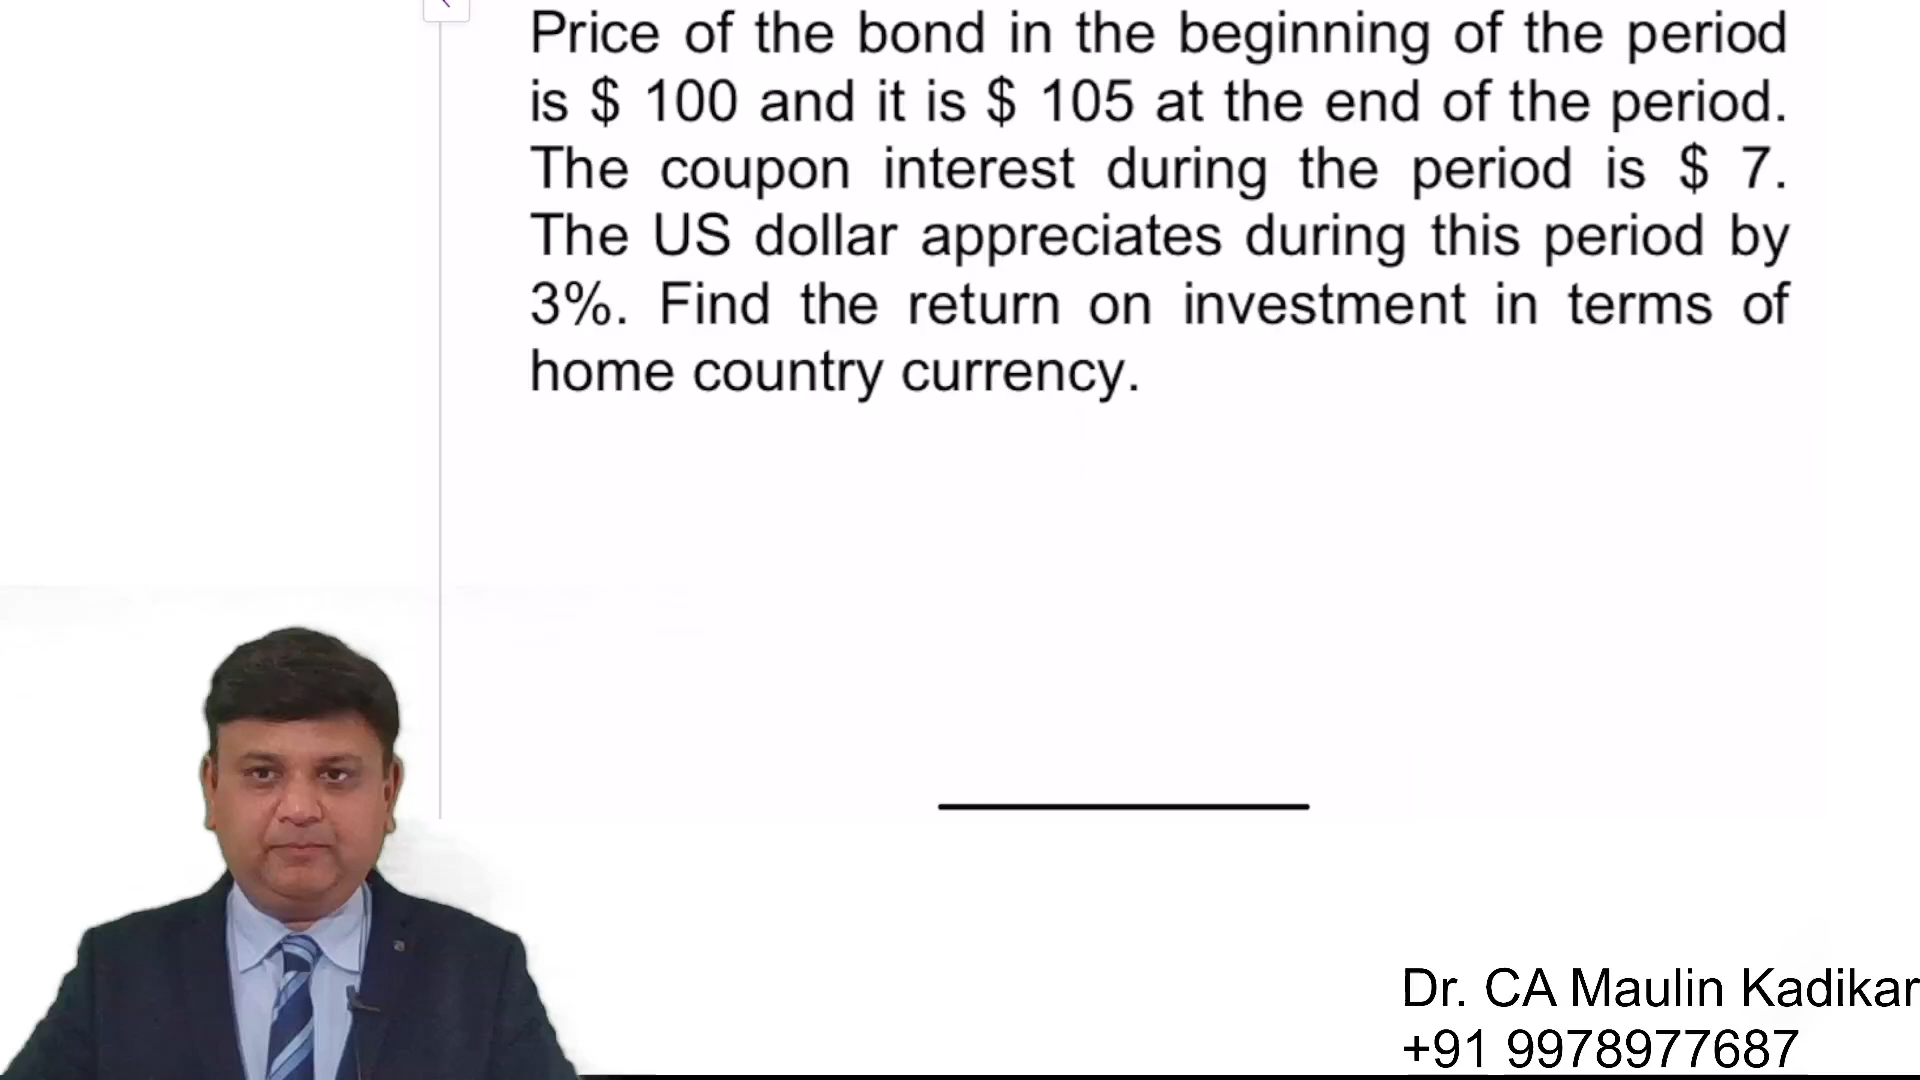 Price of the bond in the beginning of the period
is $ 100 and it is $ 105 at the end of the period.
The coupon interest during the period is $ 7.
The US dollar appreciates during this period by
3%. Find the return on investment in terms of
home country currency.
Dr. CA Maulin Kadikar
+91 9978977687